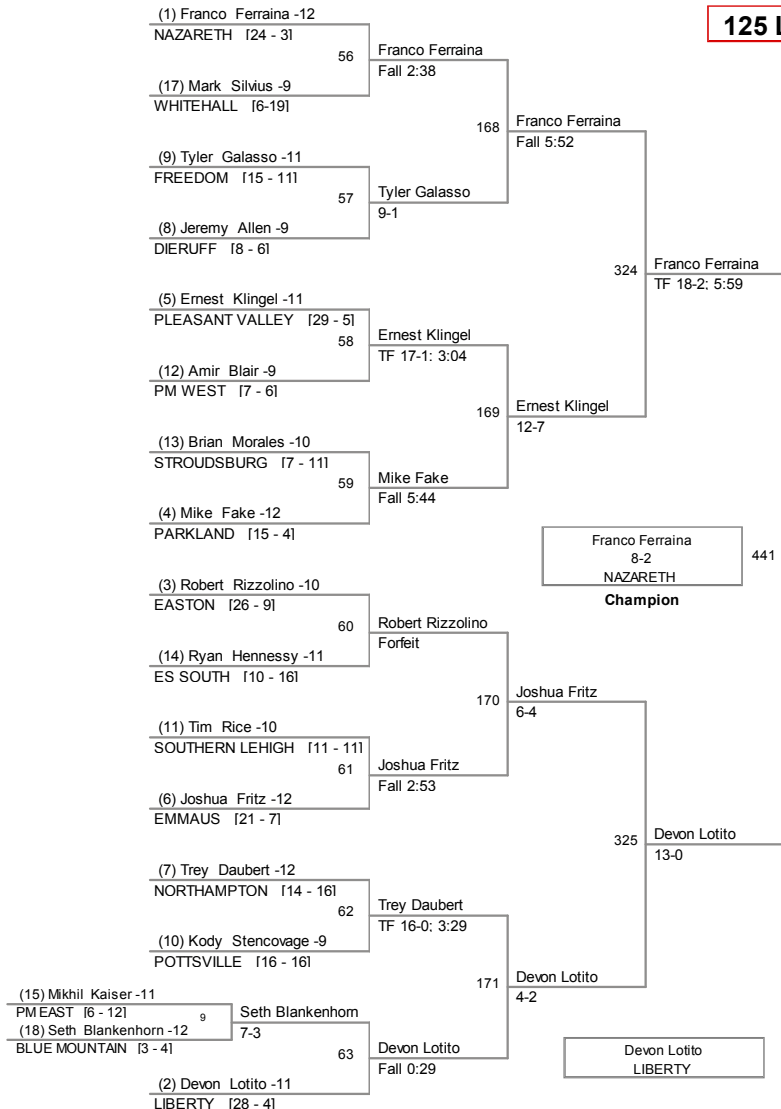 (1) Franco Ferraina -12
125 L
NAZARETH [24 - 3]
56
Franco Ferraina
Fall 2:38
(17) Mark Silvius -9
WHITEHALL [6-19]
168
Franco Ferraina
Fall 5:52
(9) Tyler Galasso -11
FREEDOM [15 - 11]
57
Tyler Galasso
9-1
(8) Jeremy Allen -9
DIERUFF [8 - 6]
324
Franco Ferraina
TF 18-2; 5:59
(5) Ernest Klingel -11
PLEASANT VALLEY [29 - 5]
58
Ernest Klingel
TF 17-1; 3:04
(12) Amir Blair -9
PM WEST [7 - 6]
169
Ernest Klingel
12-7
(13) Brian Morales -10
STROUDSBURG [7 - 11]
59
Mike Fake
Fall 5:44
(4) Mike Fake -12
PARKLAND [15 - 4]
Franco Ferraina
8-2
NAZARETH
441
Champion
(3) Robert Rizzolino -10
EASTON [26 - 9]
60
Robert Rizzolino
Forfeit
(14) Ryan Hennessy -11
ES SOUTH [10 - 16]
170
Joshua Fritz
6-4
(11) Tim Rice -10
SOUTHERN LEHIGH [11 - 11]
61
Joshua Fritz
Fall 2:53
(6) Joshua Fritz -12
EMMAUS [21 - 7]
325
Devon Lotito
13-0
(7) Trey Daubert -12
NORTHAMPTON [14 - 16]
62
Trey Daubert
TF 16-0; 3:29
(10) Kody Stencovage -9
POTTSVILLE [16 - 16]
171
Devon Lotito
4-2
(15) Mikhil Kaiser -11
PM EAST [6 - 12]
9
Seth Blankenhorn
7-3
(18) Seth Blankenhorn -12
BLUE MOUNTAIN [3 - 4]
63
Devon Lotito
Fall 0:29
(2) Devon Lotito -11
LIBERTY [28 - 4]
Devon Lotito
LIBERTY